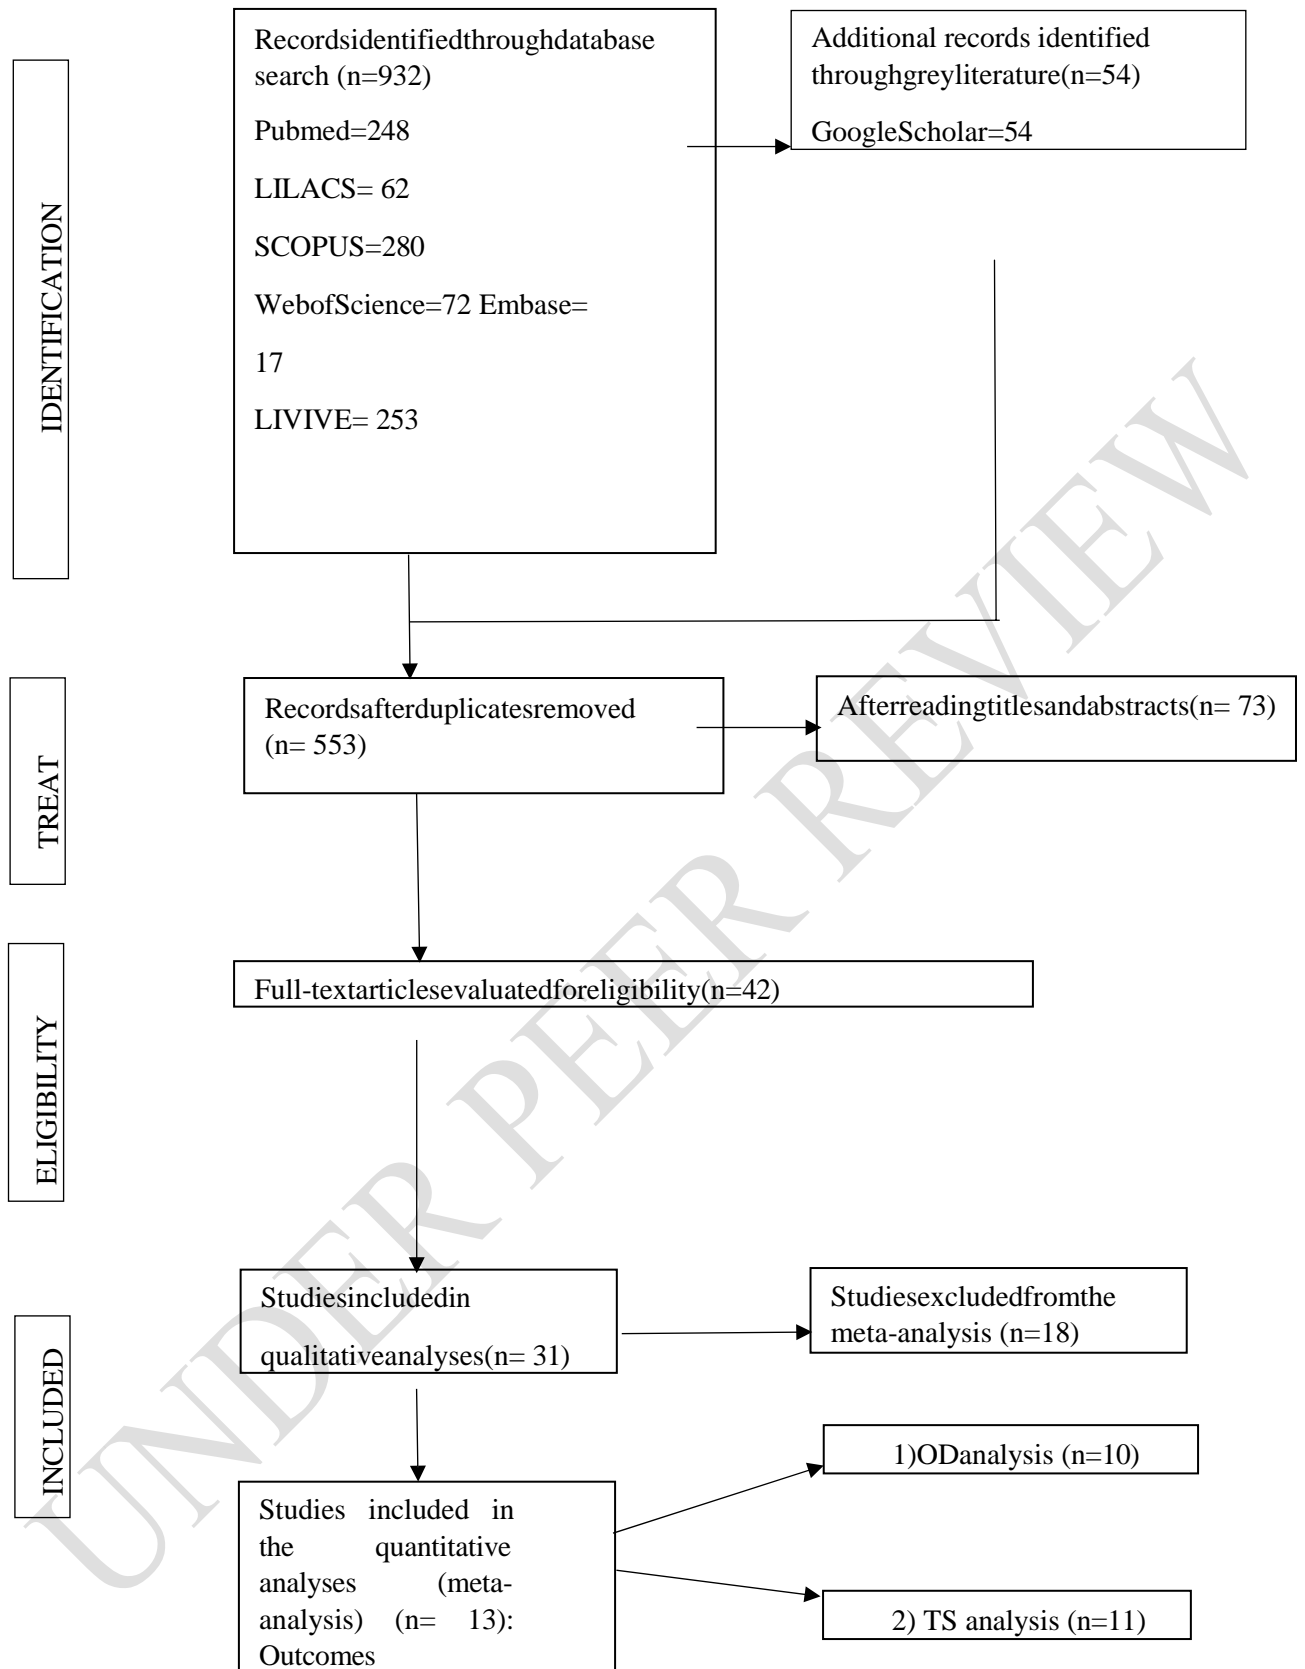 IDENTIFICATION
Recordsidentifiedthroughdatabase
search (n=932)
Pubmed=248
LILACS= 62
SCOPUS=280
WebofScience=72 Embase=
17
LIVIVE= 253
Additional records identified
throughgreyliterature(n=54)
GoogleScholar=54
TREAT
Recordsafterduplicatesremoved
(n= 553)
Afterreadingtitlesandabstracts(n= 73)
ELIGIBILITY
Full-textarticlesevaluatedforeligibility(n=42)
INCLUDED
Studiesincludedin
qualitativeanalyses(n= 31)
Studiesexcludedfromthe
meta-analysis (n=18)
Studies included in
the quantitative
analyses (meta-
analysis) (n= 13):
Outcomes
1)ODanalysis (n=10)
2) TS analysis (n=11)
UNDER PEER REVIEW